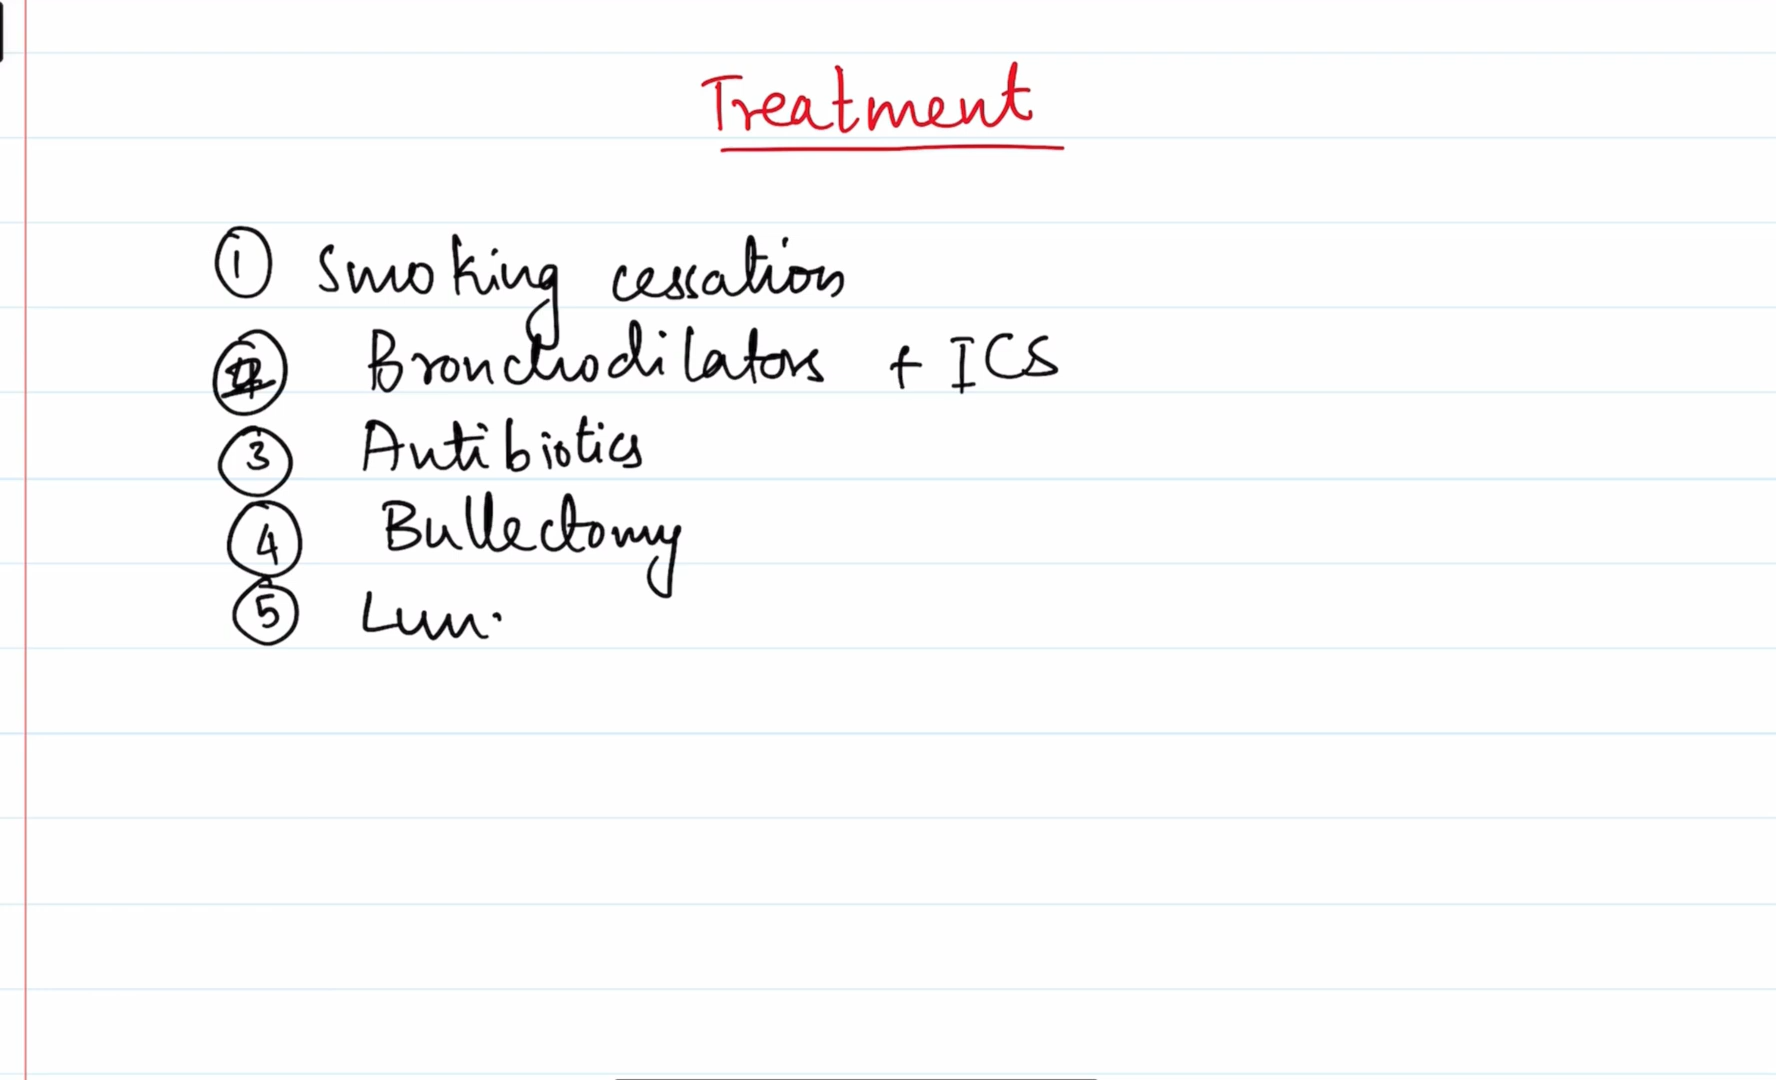 Treatment
① Smoking cessation
② Bronchodilators + ICS
③ Antibiotics
④ Bullectomy
⑤ Lun